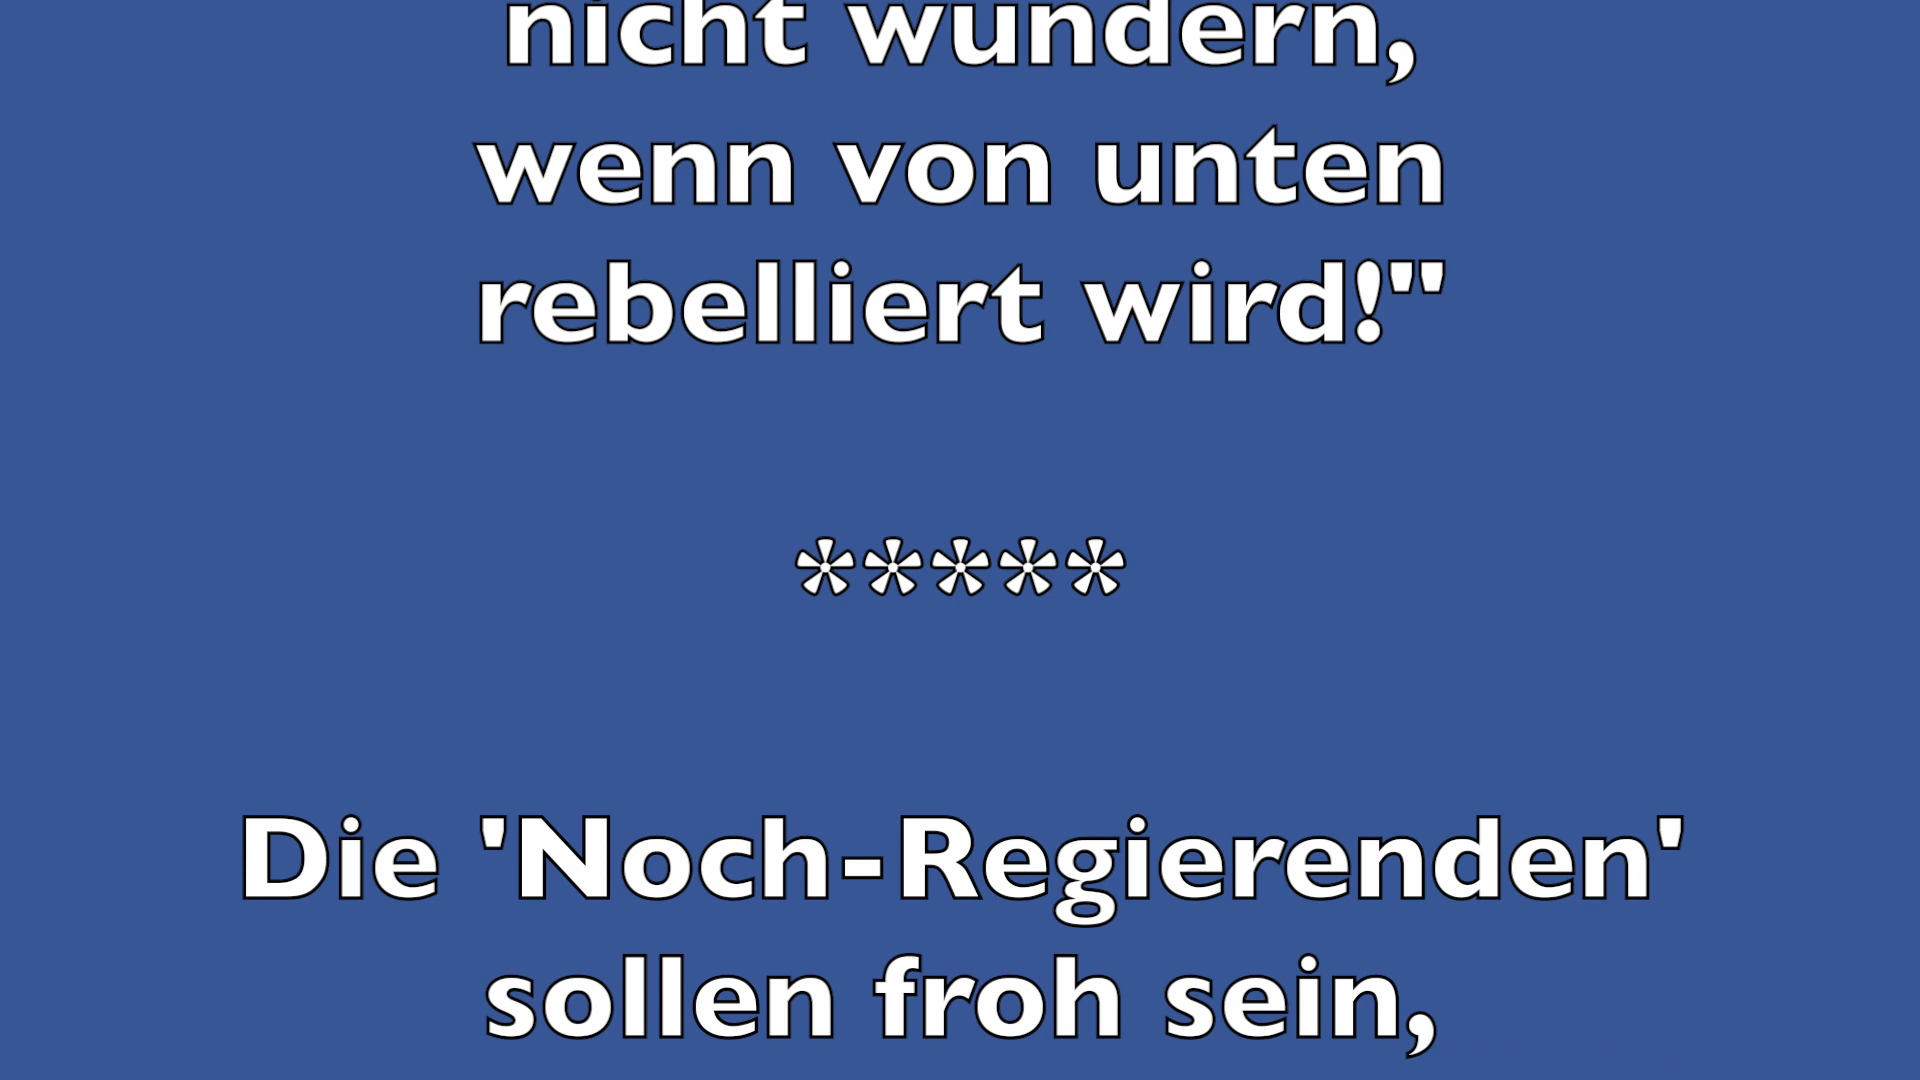 nicht wundern,
wenn von unten
rebelliert wird!"
*****
Die 'Noch-Regierenden'
sollen froh sein,